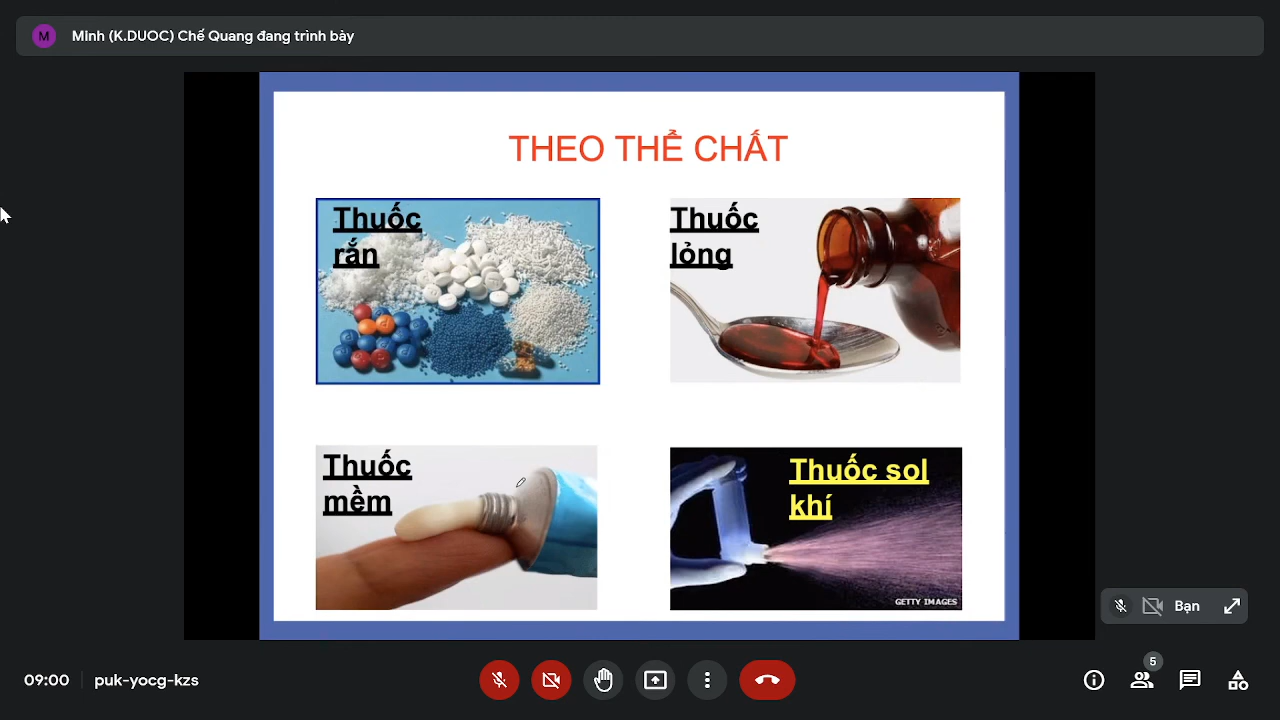 M
Minh (K.DUOC) Chế Quang đang trình bày
THEO THỂ CHẤT
Thuốc
rắn
Thuốc
lỏng
Thuốc
mềm
Thuốc sol
khí
GETTY IMAGES
Bạn
09:00
puk-yocg-kzs
5